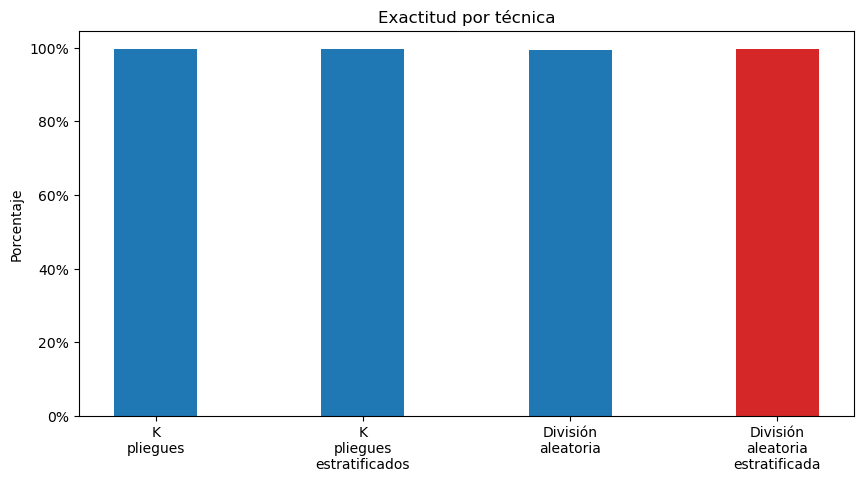 Exactitud por técnica
Porcentaje
100%
80%
60%
40%
20%
0%
K
pliegues
K
pliegues
estratificados
División
aleatoria
División
aleatoria
estratificada